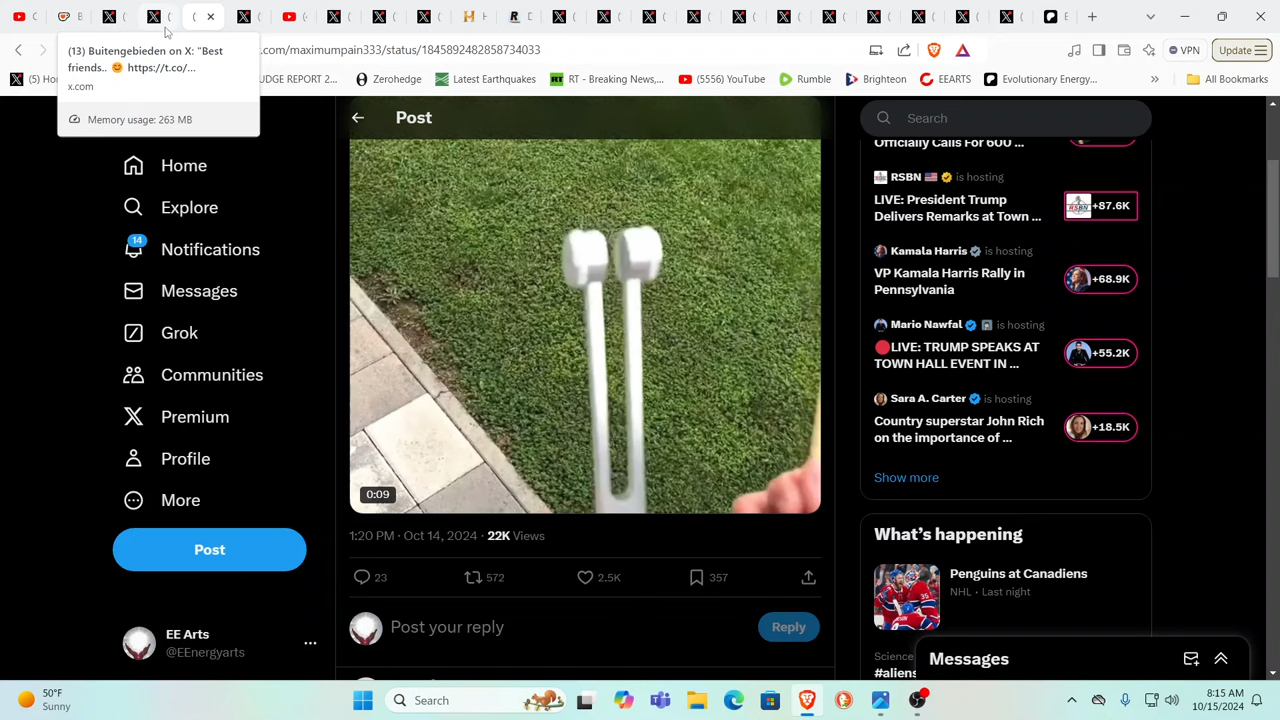 B
(
(
(
(
(
(
(
H
D
(
(
(
(
(
(
(
(
(
(
(
E
.com/maximumpain333/status/1845892482858734033
VPN
Update
(5) Hor
UDGE REPORT 2...
Zerohedge
Latest Earthquakes
RT - Breaking News,...
(5556) YouTube
Rumble
Brighteon
EEARTS
Evolutionary Energy...
»
All Bookmarks
(13) Buitengebieden on X: "Best
friends.. 😊 https://t.co/...
x.com
Memory usage: 263 MB
Home
Explore
14
Notifications
Messages
Grok
Communities
Premium
Profile
More
Post
EE Arts
@EEnergyarts
Post
0:09
1:20 PM · Oct 14, 2024 · 22K Views
23
572
2.5K
357
Post your reply
Reply
Search
Officially Calls For 600 ...
RSBN 🇺🇸 is hosting
LIVE: President Trump
Delivers Remarks at Town ...
RSBN
+87.6K
Kamala Harris is hosting
VP Kamala Harris Rally in
Pennsylvania
+68.9K
Mario Nawfal is hosting
🔴LIVE: TRUMP SPEAKS AT
TOWN HALL EVENT IN ...
+55.2K
Sara A. Carter is hosting
Country superstar John Rich
on the importance of ...
+18.5K
Show more
What's happening
Penguins at Canadiens
NHL · Last night
Science
#aliens
Messages
50°F
Sunny
Search
8:15 AM
10/15/2024